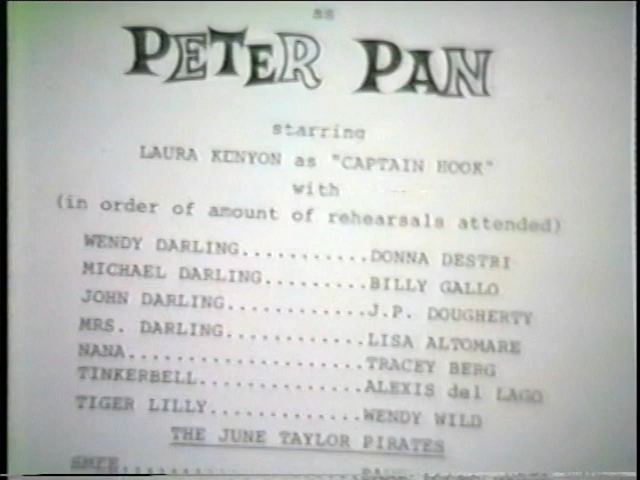 as
PETER PAN
starring
LAURA KENYON as "CAPTAIN HOOK"
with
(in order of amount of rehearsals attended)
WENDY DARLING...........DONNA DESTRI
MICHAEL DARLING.........BILLY GALLO
JOHN DARLING............J.P. DOUGHERTY
MRS. DARLING............LISA ALTOMARE
NANA....................TRACEY BERG
TINKERBELL..............ALEXIS del LAGO
TIGER LILLY.............WENDY WILD
THE JUNE TAYLOR PIRATES
SMEE